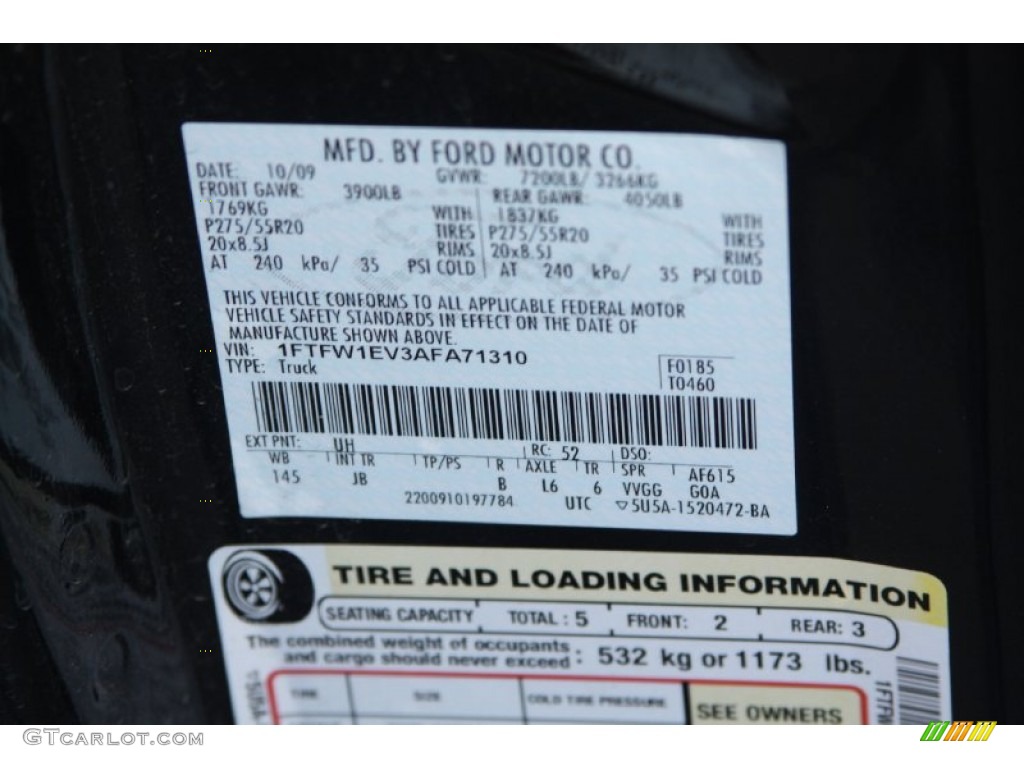 MFD. BY FORD MOTOR CO.
DATE: 10/09 GVWR: 7200LB/ 3266KG
FRONT GAWR: 3900LB REAR GAWR: 4050LB
1769KG WITH 1837KG WITH
P275/55R20 TIRES P275/55R20 TIRES
20x8.5J RIMS 20x8.5J RIMS
AT 240 kPa/ 35 PSI COLD AT 240 kPa/ 35 PSI COLD
THIS VEHICLE CONFORMS TO ALL APPLICABLE FEDERAL MOTOR
VEHICLE SAFETY STANDARDS IN EFFECT ON THE DATE OF
MANUFACTURE SHOWN ABOVE.
VIN: 1FTFW1EV3AFA71310 F0185
TYPE: Truck T0460
EXT PNT: UH RC: 52 DSO:
WB INT TR TP/PS R AXLE TR SPR AF615
145 JB B L6 6 VVGG GOA
2200910197784 UTC ▽5U5A-1520472-BA
TIRE AND LOADING INFORMATION
SEATING CAPACITY TOTAL: 5 FRONT: 2 REAR: 3
The combined weight of occupants
and cargo should never exceed: 532 kg or 1173 lbs.
TIRE SIZE COLD TIRE PRESSURE SEE OWNERS
GTCARLOT.COM